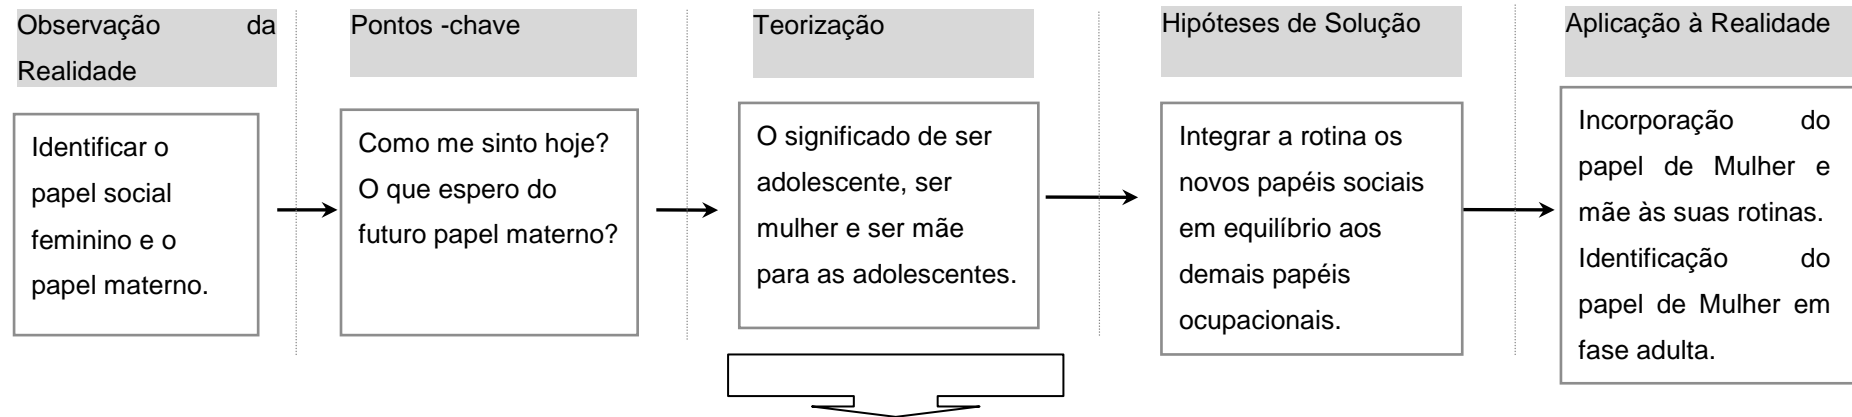 Observação da
Realidade
Pontos -chave
Teorização
Hipóteses de Solução
Aplicação à Realidade
Identificar o
papel social
feminino e o
papel materno.
Como me sinto hoje?
O que espero do
futuro papel materno?
O significado de ser
adolescente, ser
mulher e ser mãe
para as adolescentes.
Integrar a rotina os
novos papéis sociais
em equilíbrio aos
demais papéis
ocupacionais.
Incorporação do
papel de Mulher e
mãe às suas rotinas.
Identificação do
papel de Mulher em
fase adulta.